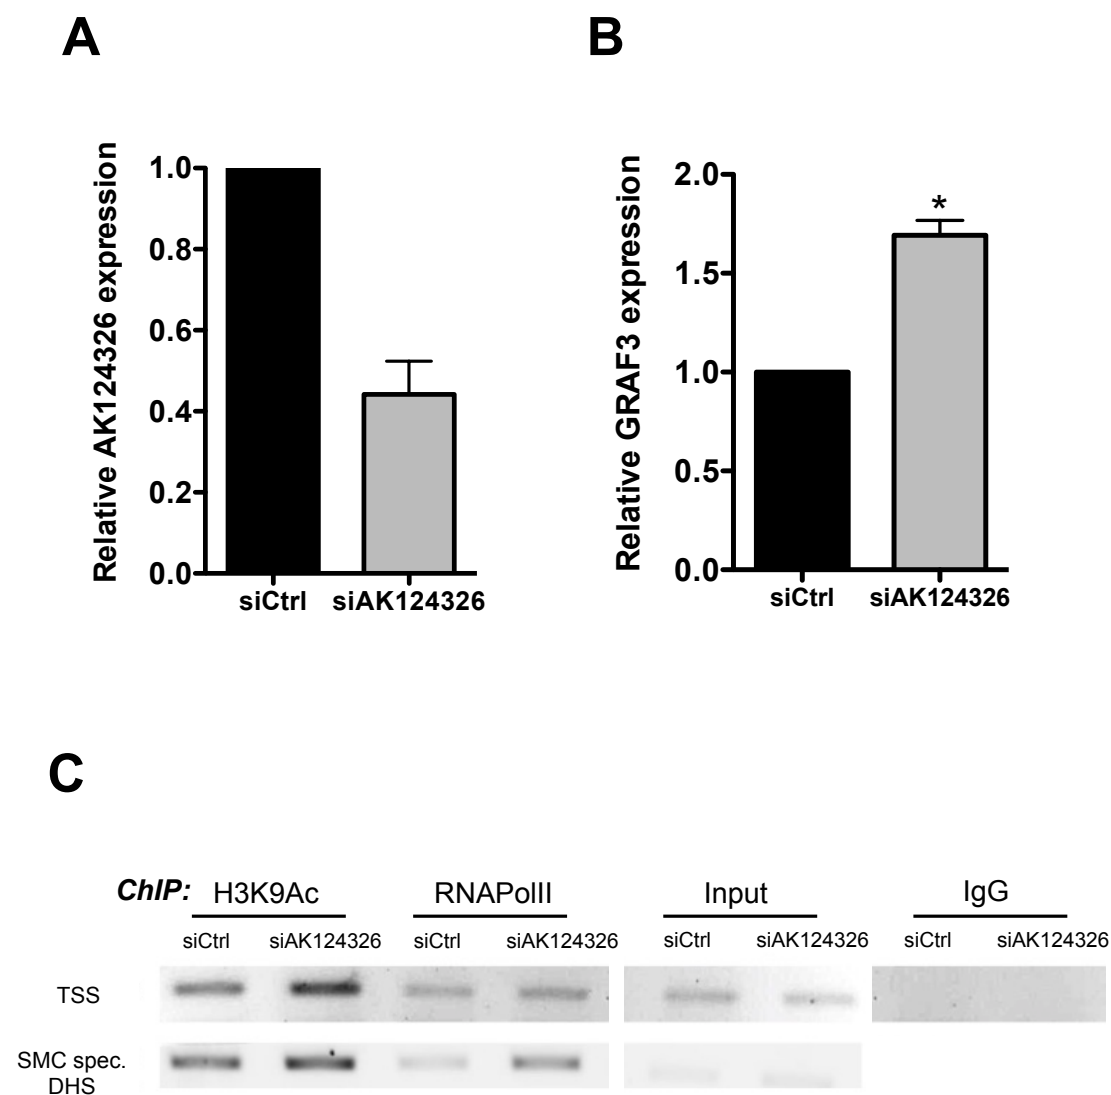 A
B
Relative AK124326 expression
1.0
0.8
0.6
0.4
0.2
0.0
siCtrl siAK124326
Relative GRAF3 expression
2.0
*
1.5
1.0
0.5
0.0
siCtrl siAK124326
C
ChIP: H3K9Ac RNAPolII Input IgG
siCtrl siAK124326 siCtrl siAK124326 siCtrl siAK124326 siCtrl siAK124326
TSS
SMC spec.
DHS